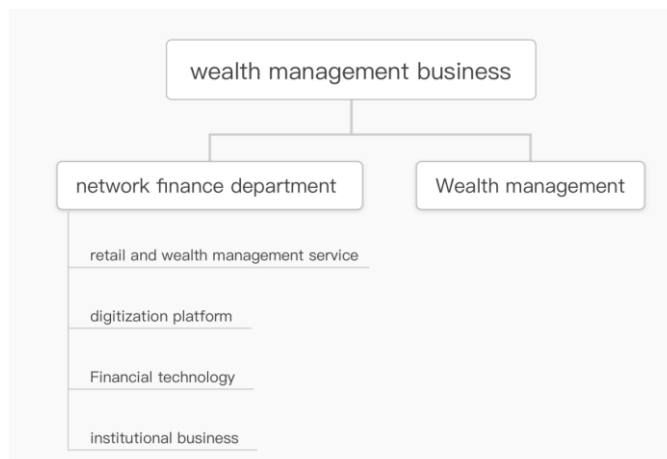 wealth management business
network finance department
Wealth management
retail and wealth management service
digitization platform
Financial technology
institutional business